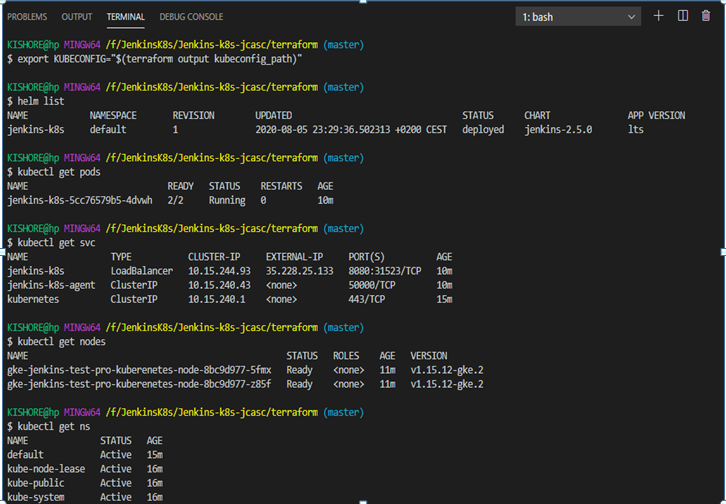 PROBLEMS OUTPUT TERMINAL DEBUG CONSOLE 1: bash
KISHORE@hp MINGW64 /f/JenkinsK8s/Jenkins-k8s-jcasc/terraform (master)
$ export KUBECONFIG="$(terraform output kubeconfig_path)"
KISHORE@hp MINGW64 /f/JenkinsK8s/Jenkins-k8s-jcasc/terraform (master)
$ helm list
NAME NAMESPACE REVISION UPDATED STATUS CHART APP VERSION
jenkins-k8s default 1 2020-08-05 23:29:36.502313 +0200 CEST deployed jenkins-2.5.0 lts
KISHORE@hp MINGW64 /f/JenkinsK8s/Jenkins-k8s-jcasc/terraform (master)
$ kubectl get pods
NAME READY STATUS RESTARTS AGE
jenkins-k8s-5cc76579b5-4dvwh 2/2 Running 0 10m
KISHORE@hp MINGW64 /f/JenkinsK8s/Jenkins-k8s-jcasc/terraform (master)
$ kubectl get svc
NAME TYPE CLUSTER-IP EXTERNAL-IP PORT(S) AGE
jenkins-k8s LoadBalancer 10.15.244.93 35.228.25.133 8080:31523/TCP 10m
jenkins-k8s-agent ClusterIP 10.15.240.43 <none> 50000/TCP 10m
kubernetes ClusterIP 10.15.240.1 <none> 443/TCP 15m
KISHORE@hp MINGW64 /f/JenkinsK8s/Jenkins-k8s-jcasc/terraform (master)
$ kubectl get nodes
NAME STATUS ROLES AGE VERSION
gke-jenkins-test-pro-kuberenetes-node-8bc9d977-5fmx Ready <none> 11m v1.15.12-gke.2
gke-jenkins-test-pro-kuberenetes-node-8bc9d977-z85f Ready <none> 11m v1.15.12-gke.2
KISHORE@hp MINGW64 /f/JenkinsK8s/Jenkins-k8s-jcasc/terraform (master)
$ kubectl get ns
NAME STATUS AGE
default Active 15m
kube-node-lease Active 16m
kube-public Active 16m
kube-system Active 16m